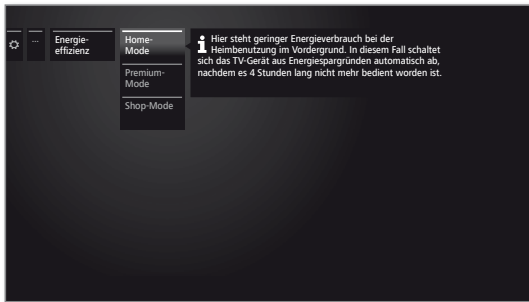 ...
Energie-
effizienz
Home-
Mode
Premium-
Mode
Shop-Mode
i Hier steht geringer Energieverbrauch bei der
Heimbenutzung im Vordergrund. In diesem Fall schaltet
sich das TV-Gerät aus Energiespargründen automatisch ab,
nachdem es 4 Stunden lang nicht mehr bedient worden ist.